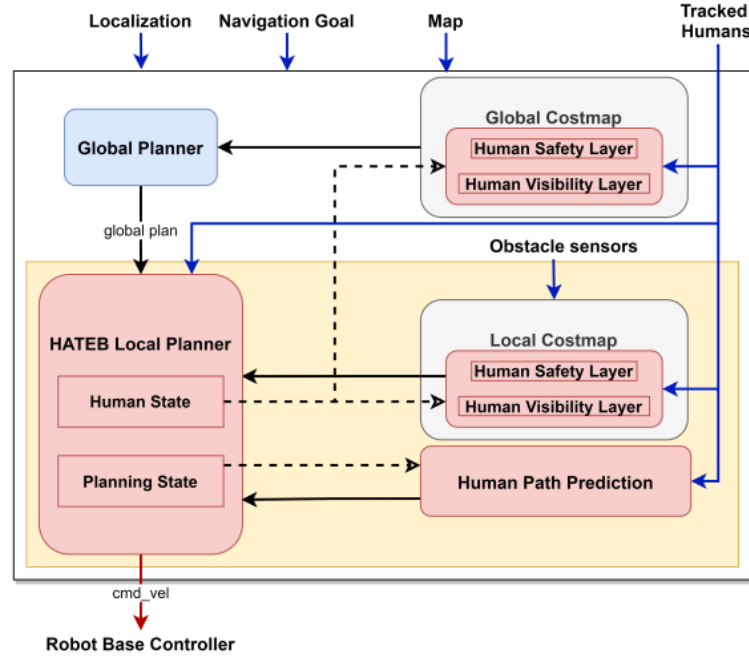 Localization
Navigation Goal
Map
Tracked
Humans
Global Costmap
Human Safety Layer
Human Visibility Layer
Global Planner
global plan
Obstacle sensors
HATEB Local Planner
Human State
Planning State
Local Costmap
Human Safety Layer
Human Visibility Layer
Human Path Prediction
cmd_vel
Robot Base Controller